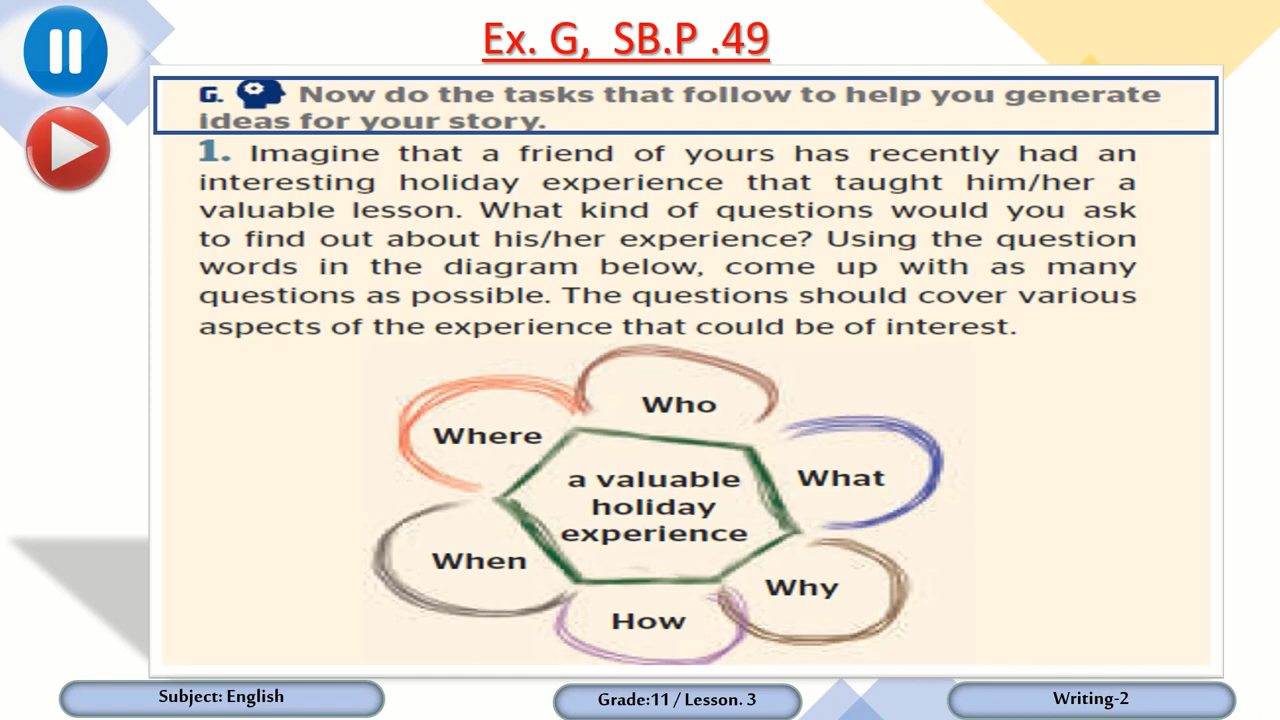 Ex. G, SB.P .49
G. Now do the tasks that follow to help you generate
ideas for your story.
1. Imagine that a friend of yours has recently had an
interesting holiday experience that taught him/her a
valuable lesson. What kind of questions would you ask
to find out about his/her experience? Using the question
words in the diagram below, come up with as many
questions as possible. The questions should cover various
aspects of the experience that could be of interest.
Who
Where
What
a valuable
holiday
experience
When
Why
How
Subject: English
Grade:11 / Lesson. 3
Writing-2